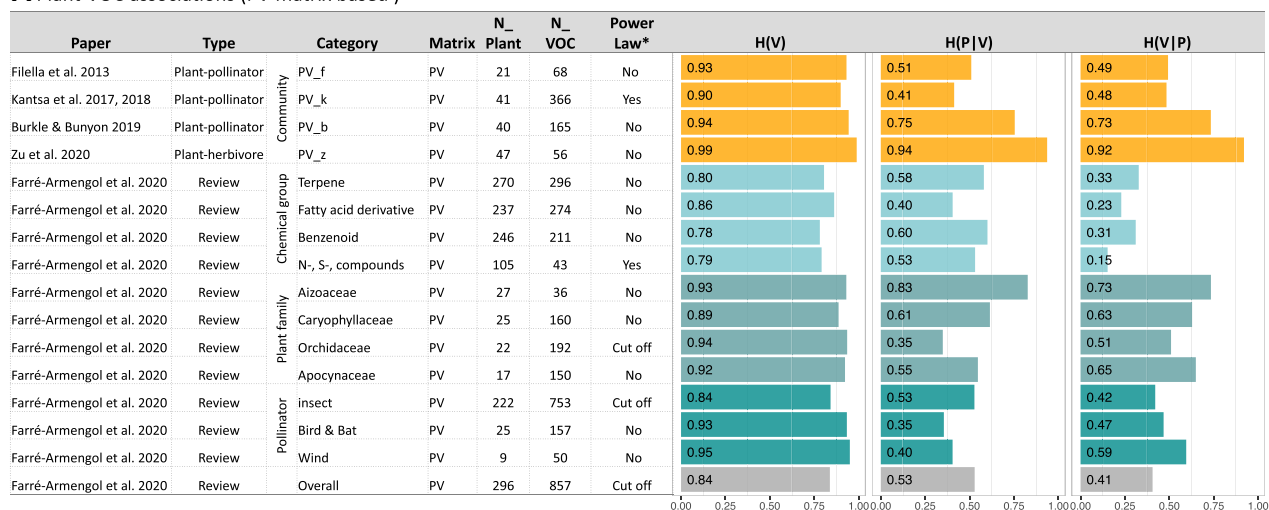 N_ N_ Power
Paper Type Category Matrix Plant VOC Law* H(V) H(P|V) H(V|P)
Community
Filella et al. 2013 Plant-pollinator PV_f PV 21 68 No 0.93 0.51 0.49
Kantsa et al. 2017, 2018 Plant-pollinator PV_k PV 41 366 Yes 0.90 0.41 0.48
Burkle & Bunyon 2019 Plant-pollinator PV_b PV 40 165 No 0.94 0.75 0.73
Zu et al. 2020 Plant-herbivore PV_z PV 47 56 No 0.99 0.94 0.92
Chemical group
Farré-Armengol et al. 2020 Review Terpene PV 270 296 No 0.80 0.58 0.33
Farré-Armengol et al. 2020 Review Fatty acid derivative PV 237 274 No 0.86 0.40 0.23
Farré-Armengol et al. 2020 Review Benzenoid PV 246 211 No 0.78 0.60 0.31
Farré-Armengol et al. 2020 Review N-, S-, compounds PV 105 43 Yes 0.79 0.53 0.15
Plant family
Farré-Armengol et al. 2020 Review Aizoaceae PV 27 36 No 0.93 0.83 0.73
Farré-Armengol et al. 2020 Review Caryophyllaceae PV 25 160 No 0.89 0.61 0.63
Farré-Armengol et al. 2020 Review Orchidaceae PV 22 192 Cut off 0.94 0.35 0.51
Farré-Armengol et al. 2020 Review Apocynaceae PV 17 150 No 0.92 0.55 0.65
Pollinator
Farré-Armengol et al. 2020 Review insect PV 222 753 Cut off 0.84 0.53 0.42
Farré-Armengol et al. 2020 Review Bird & Bat PV 25 157 No 0.93 0.35 0.47
Farré-Armengol et al. 2020 Review Wind PV 9 50 No 0.95 0.40 0.59
Farré-Armengol et al. 2020 Review Overall PV 296 857 Cut off 0.84 0.53 0.41
0.00 0.25 0.50 0.75 1.00 0.00 0.25 0.50 0.75 1.00 0.00 0.25 0.50 0.75 1.00